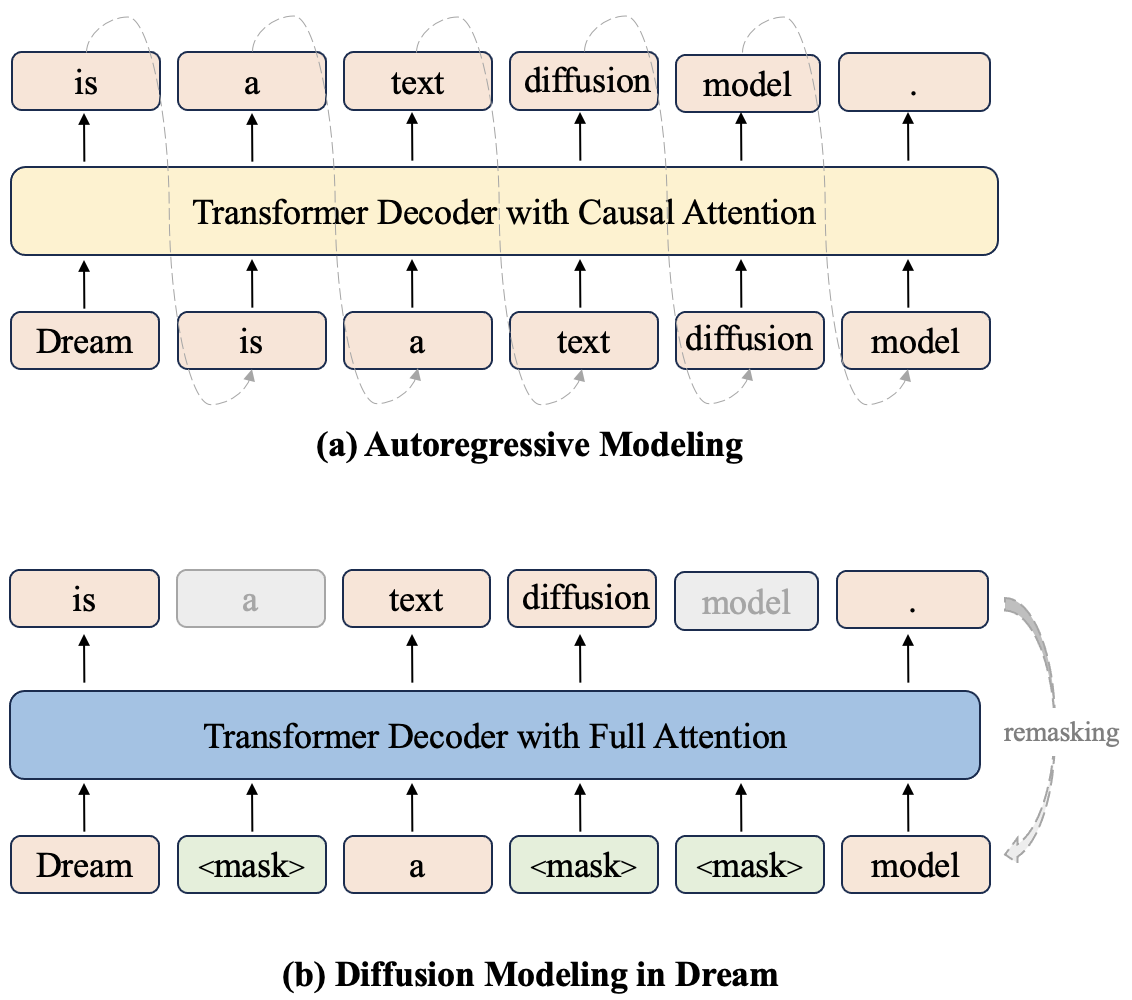 is a text diffusion model .
Transformer Decoder with Causal Attention
Dream is a text diffusion model
(a) Autoregressive Modeling
is a text diffusion model .
Transformer Decoder with Full Attention
remasking
Dream <mask> a <mask> <mask> model
(b) Diffusion Modeling in Dream